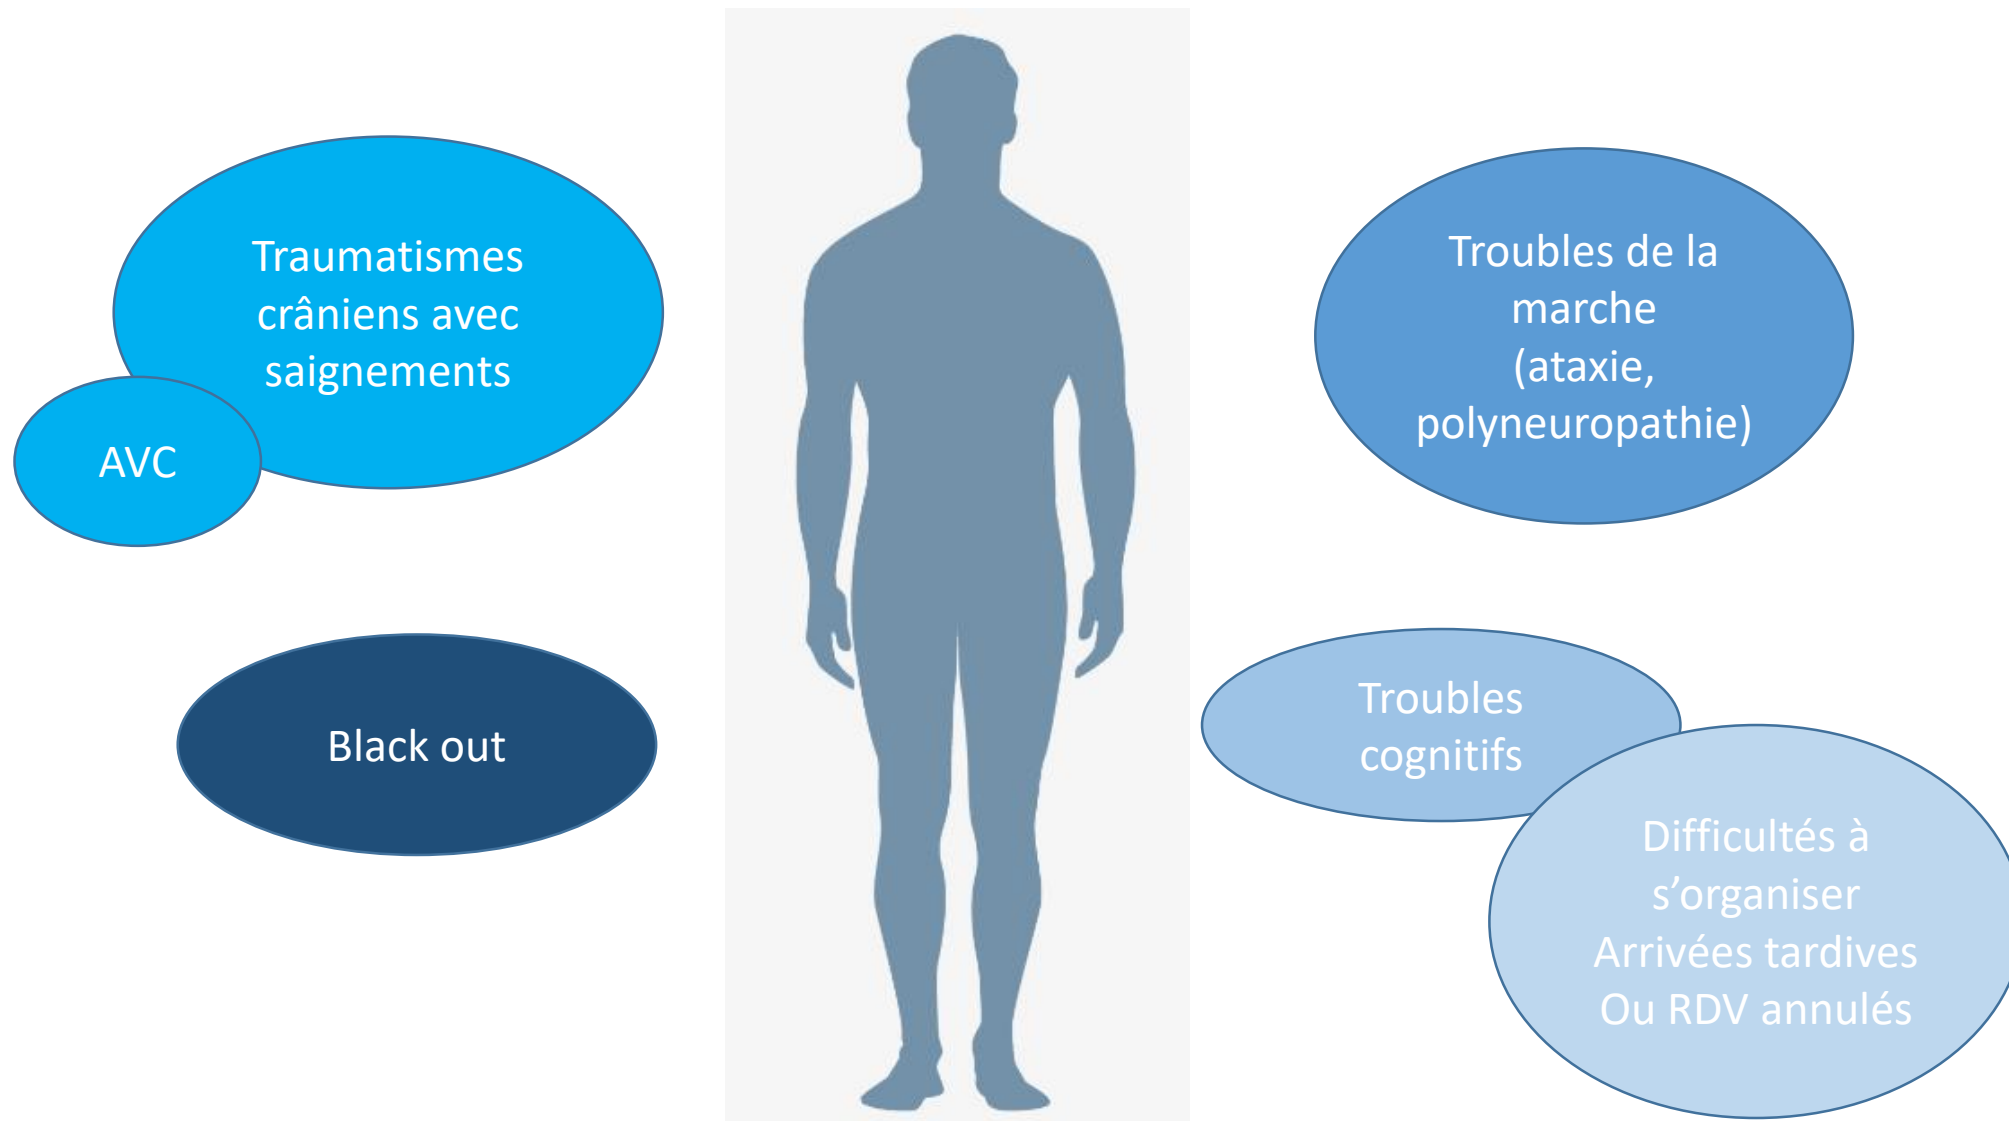 Traumatismes
crâniens avec
saignements
AVC
Black out
Troubles de la
marche
(ataxie,
polyneuropathie)
Troubles
cognitifs
Difficultés à
s’organiser
Arrivées tardives
Ou RDV annulés